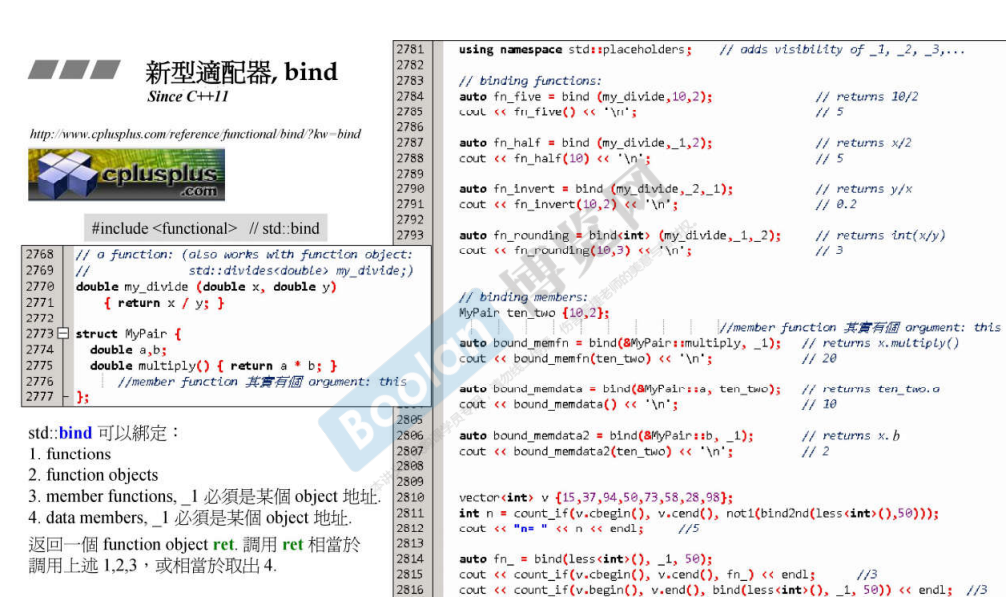 新型適配器, bind
Since C++11
http://www.cplusplus.com/reference/functional/bind/?kw=bind
cplusplus
.com
#include <functional>   // std::bind
2768 // a function: (also works with function object:
2769 //              std::divides<double> my_divide;)
2770 double my_divide (double x, double y)
2771     { return x / y; }
2772
2773 struct MyPair {
2774   double a,b;
2775   double multiply() { return a * b; }
2776       //member function 其實有個 argument: this
2777 };
std::bind 可以綁定：
1. functions
2. function objects
3. member functions, _1 必須是某個 object 地址.
4. data members, _1 必須是某個 object 地址.
返回一個 function object ret. 調用 ret 相當於
調用上述 1,2,3，或相當於取出 4.
2781 using namespace std::placeholders;    // adds visibility of _1, _2, _3,...
2782
2783 // binding functions:
2784 auto fn_five = bind (my_divide,10,2);               // returns 10/2
2785 cout << fn_five() << '\n';                          // 5
2786
2787 auto fn_half = bind (my_divide,_1,2);               // returns x/2
2788 cout << fn_half(10) << '\n';                        // 5
2789
2790 auto fn_invert = bind (my_divide,_2,_1);            // returns y/x
2791 cout << fn_invert(10,2) << '\n';                    // 0.2
2792
2793 auto fn_rounding = bind<int> (my_divide,_1,_2);     // returns int(x/y)
cout << fn_rounding(10,3) << '\n';                  // 3
// binding members:
MyPair ten_two {10,2};
//member function 其實有個 argument: this
auto bound_memfn = bind(&MyPair::multiply, _1);   // returns x.multiply()
cout << bound_memfn(ten_two) << '\n';             // 20
auto bound_memdata = bind(&MyPair::a, ten_two);   // returns ten_two.a
cout << bound_memdata() << '\n';                  // 10
2805
2806 auto bound_memdata2 = bind(&MyPair::b, _1);       // returns x.b
2807 cout << bound_memdata2(ten_two) << '\n';          // 2
2808
2809
2810 vector<int> v {15,37,94,50,73,58,28,98};
2811 int n = count_if(v.cbegin(), v.cend(), not1(bind2nd(less<int>(),50)));
2812 cout << "n= " << n << endl;     //5
2813
2814 auto fn_ = bind(less<int>(), _1, 50);
2815 cout << count_if(v.cbegin(), v.cend(), fn_) << endl;      //3
2816 cout << count_if(v.begin(), v.end(), bind(less<int>(), _1, 50)) << endl;  //3
Boolan 博览网